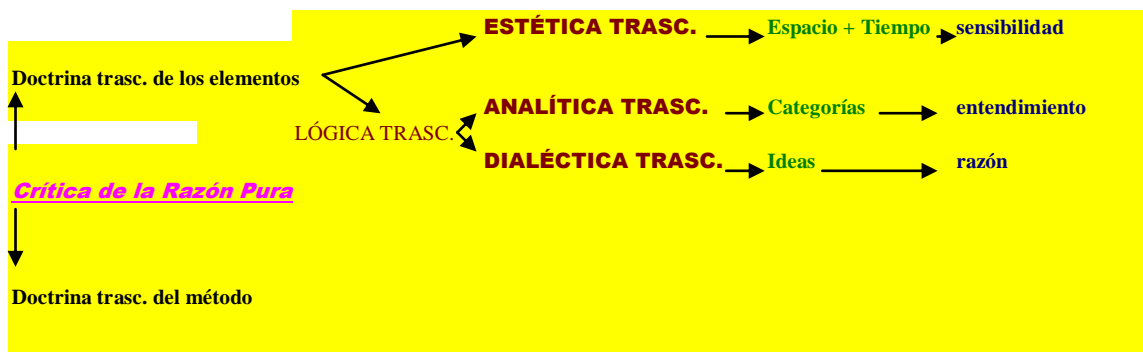 ESTÉTICA TRASC. Espacio + Tiempo sensibilidad
Doctrina trasc. de los elementos
ANALÍTICA TRASC. Categorías entendimiento
LÓGICA TRASC.
DIALÉCTICA TRASC. Ideas razón
Crítica de la Razón Pura
Doctrina trasc. del método